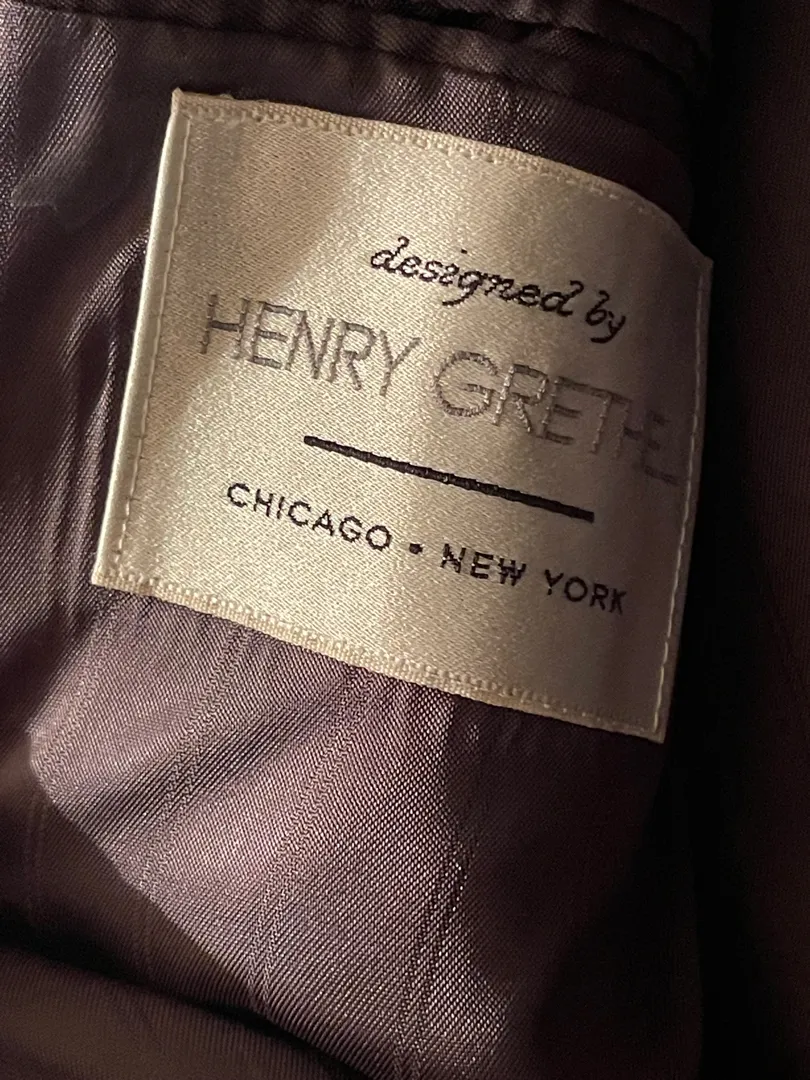 designed by
HENRY GRETHEL
CHICAGO • NEW YORK